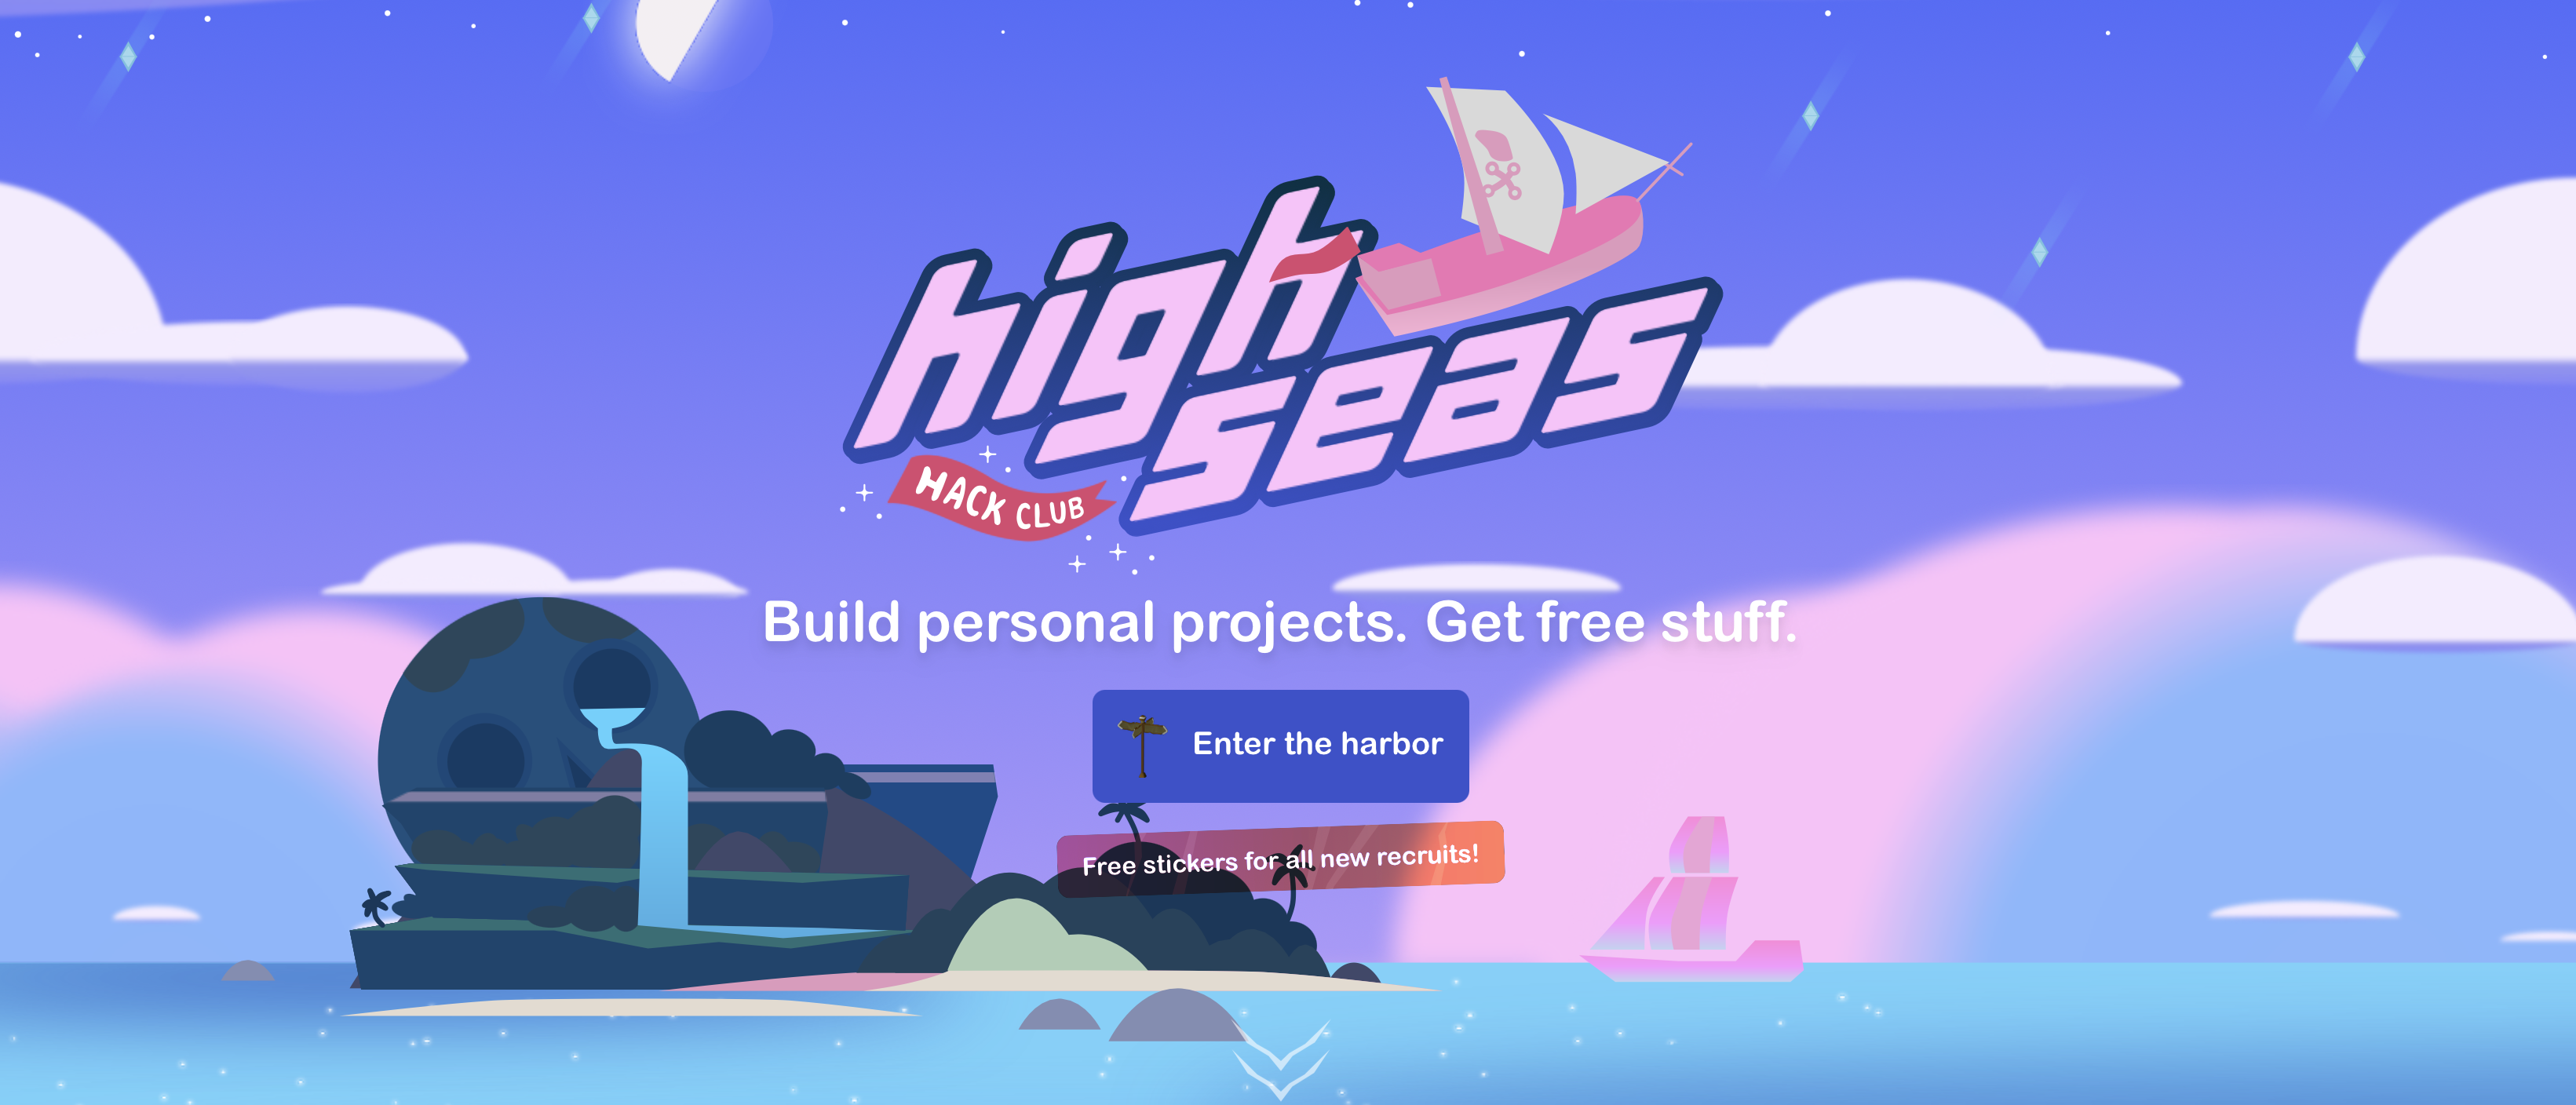 high
seas
HACK CLUB
Build personal projects. Get free stuff.
Enter the harbor
Free stickers for all new recruits!